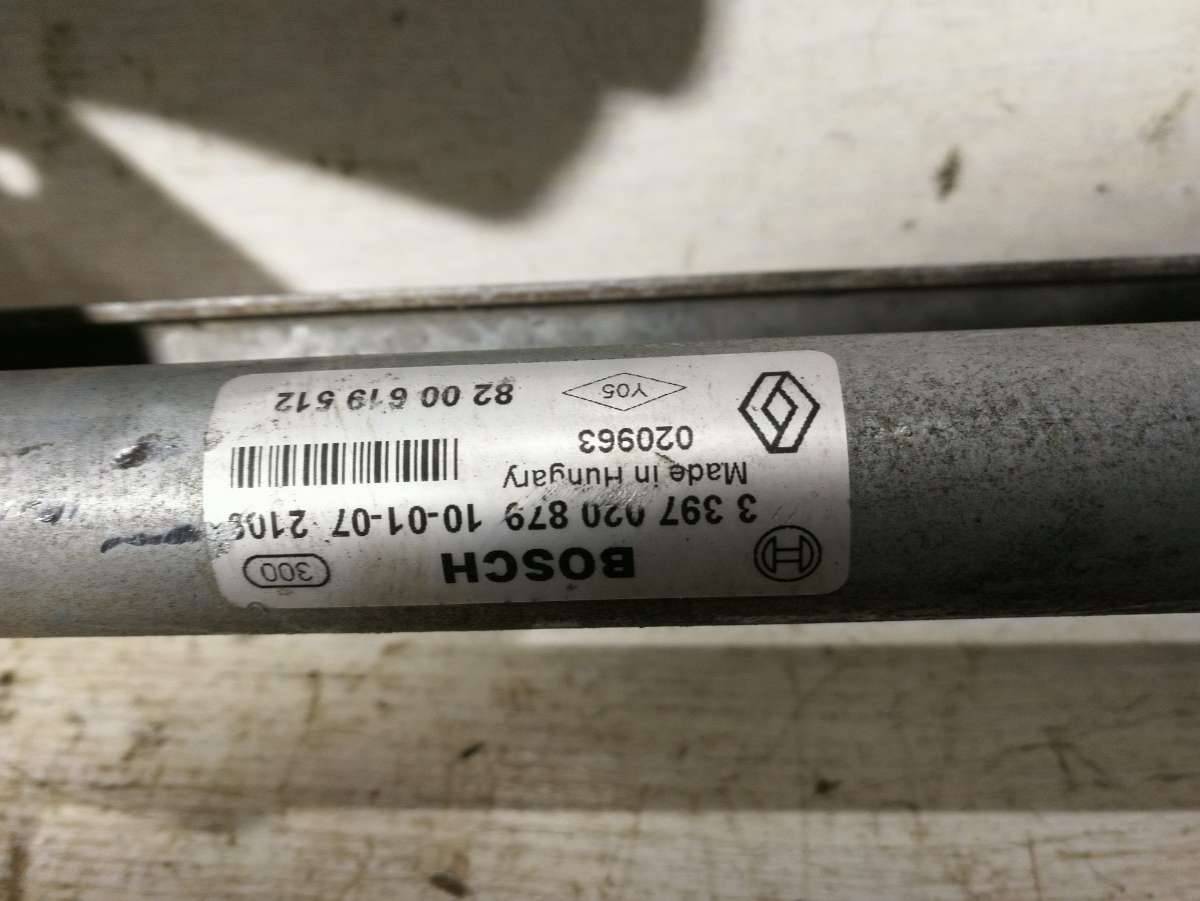 BOSCH 300
3 397 020 879 10-01-07
Made in Hungary
020963
Y05 82 00 619 512